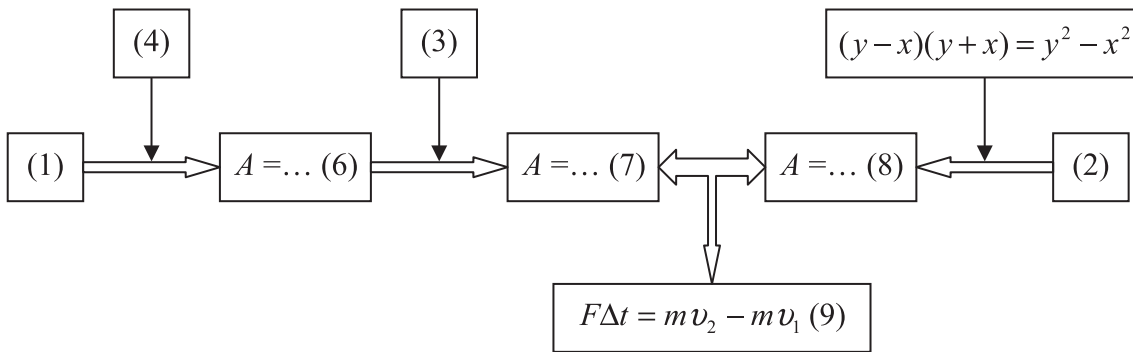 (4)
(3)
(y − x)(y + x) = y² − x²
(1)
A = … (6)
A = … (7)
A = … (8)
(2)
FΔt = mυ₂ − mυ₁ (9)